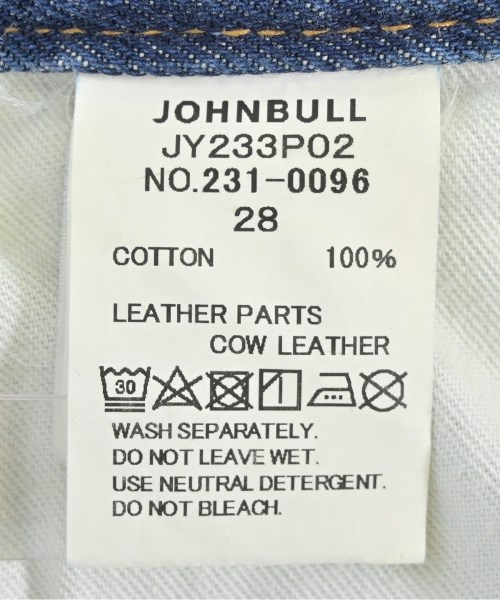 JOHNBULL
JY233P02
NO.231-0096
28
COTTON 100%
LEATHER PARTS
COW LEATHER
30
WASH SEPARATELY.
DO NOT LEAVE WET.
USE NEUTRAL DETERGENT.
DO NOT BLEACH.